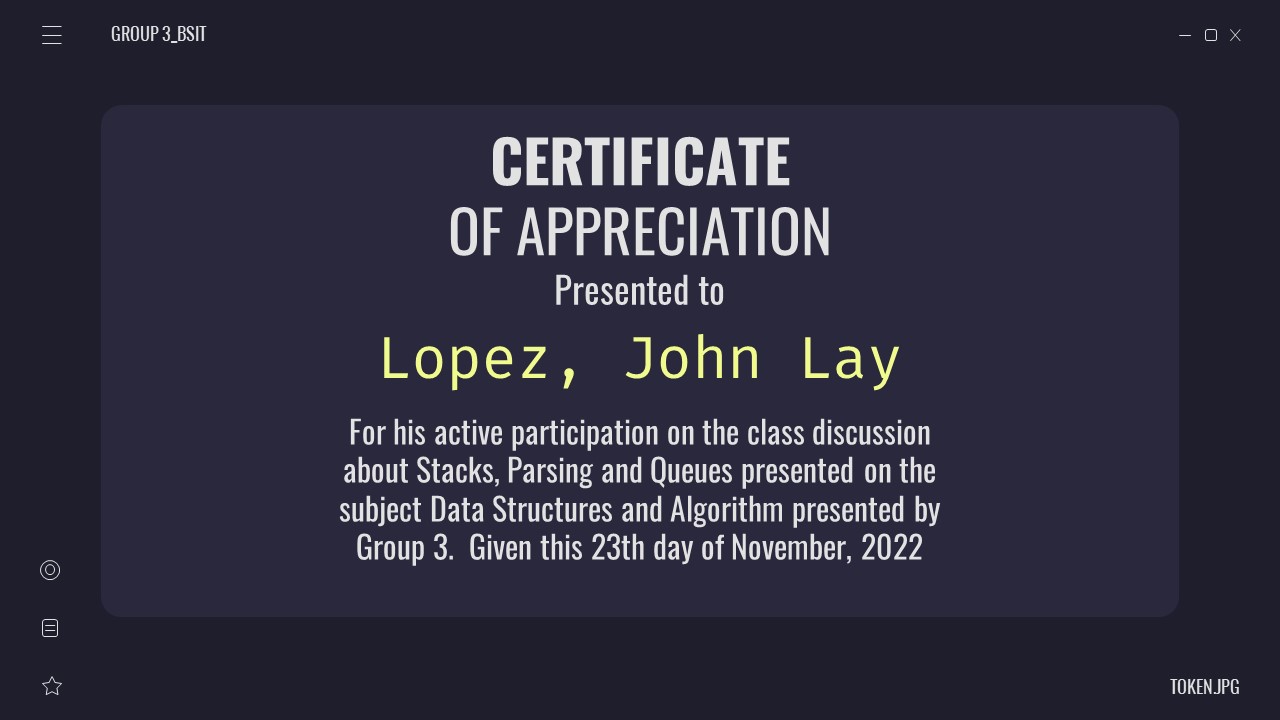 GROUP 3_BSIT
CERTIFICATE
OF APPRECIATION
Presented to
Lopez, John Lay
For his active participation on the class discussion
about Stacks, Parsing and Queues presented on the
subject Data Structures and Algorithm presented by
Group 3.  Given this 23th day of November, 2022
TOKEN.JPG